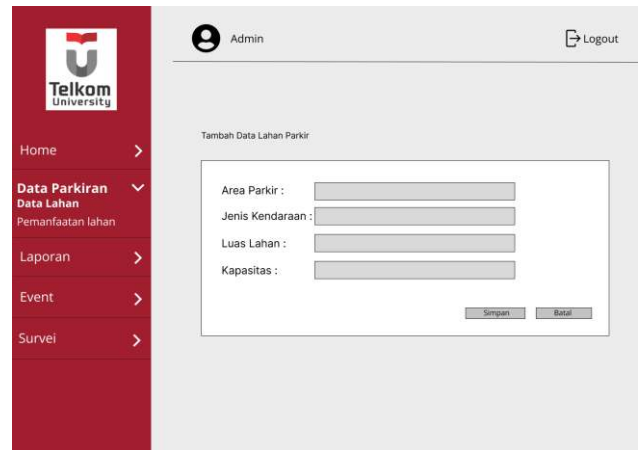 Telkom
University
Home
Data Parkiran
Data Lahan
Pemanfaatan lahan
Laporan
Event
Survei
Admin
Logout
Tambah Data Lahan Parkir
Area Parkir :
Jenis Kendaraan :
Luas Lahan :
Kapasitas :
Simpan Batal